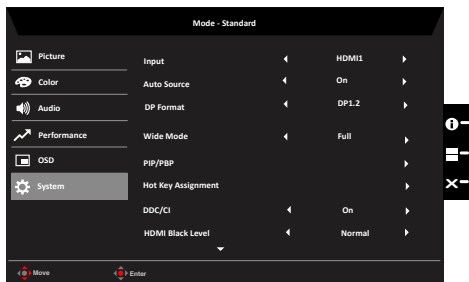 Mode - Standard
Picture
Color
Audio
Performance
OSD
System
Input HDMI1
Auto Source On
DP Format DP1.2
Wide Mode Full
PIP/PBP
Hot Key Assignment
DDC/CI On
HDMI Black Level Normal
Move Enter